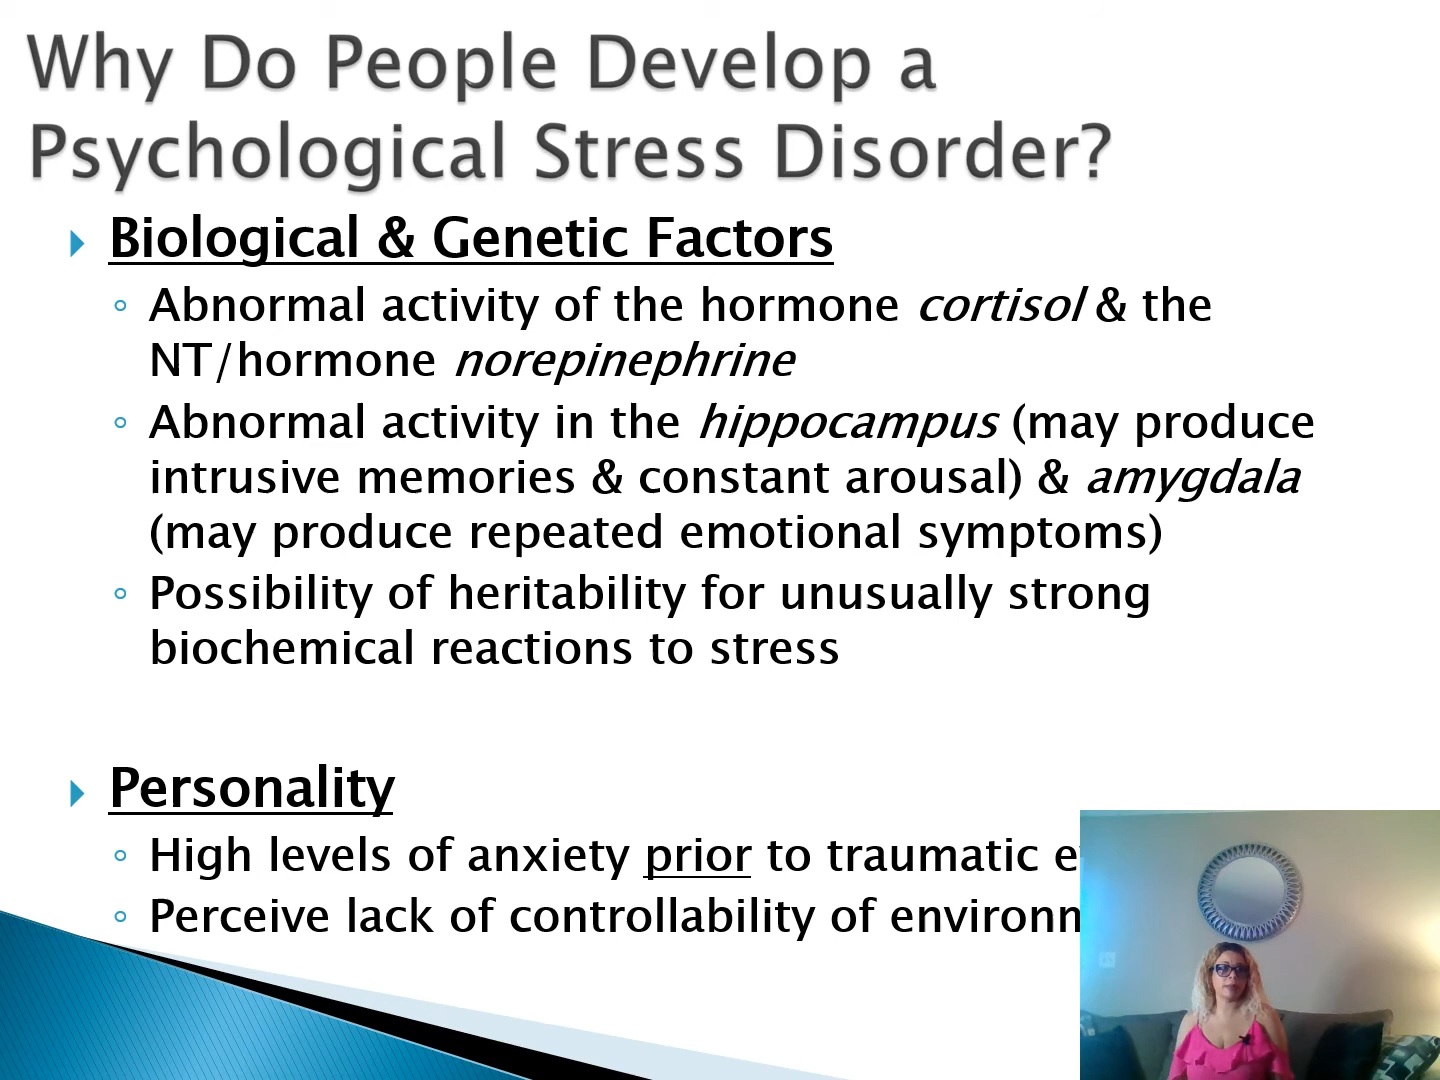 Why Do People Develop a
Psychological Stress Disorder?
Biological & Genetic Factors
Abnormal activity of the hormone cortisol & the
NT/hormone norepinephrine
Abnormal activity in the hippocampus (may produce
intrusive memories & constant arousal) & amygdala
(may produce repeated emotional symptoms)
Possibility of heritability for unusually strong
biochemical reactions to stress
Personality
High levels of anxiety prior to traumatic
Perceive lack of controllability of